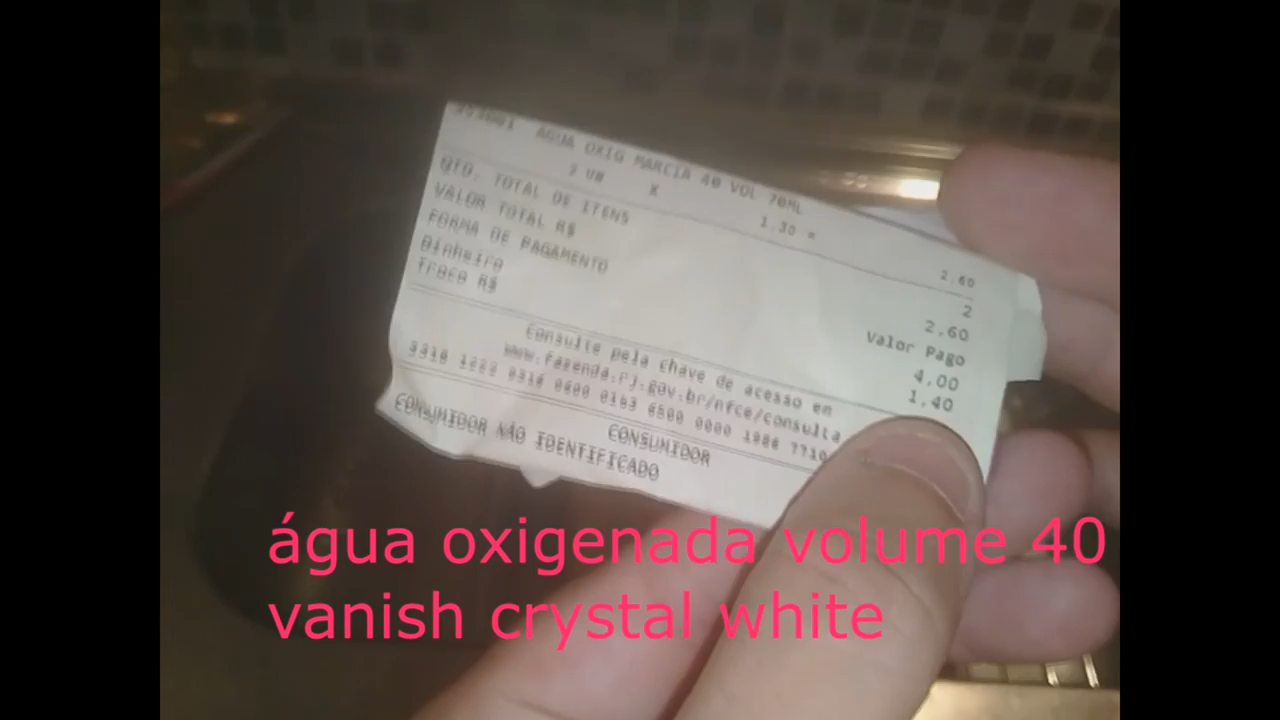 AGUA OXIG MARCIA 40 VOL 70ML
2 UN X 1.30 = 2.60
QTD. TOTAL DE ITENS 2
VALOR TOTAL R$ 2.60
FORMA DE PAGAMENTO Valor Pago
Dinheiro 4,00
TROCO R$ 1,40
Consulte pela chave de acesso em
www.fazenda.rj.gov.br/nfce/consulta
CONSUMIDOR
CONSUMIDOR NÃO IDENTIFICADO
água oxigenada volume 40
vanish crystal white